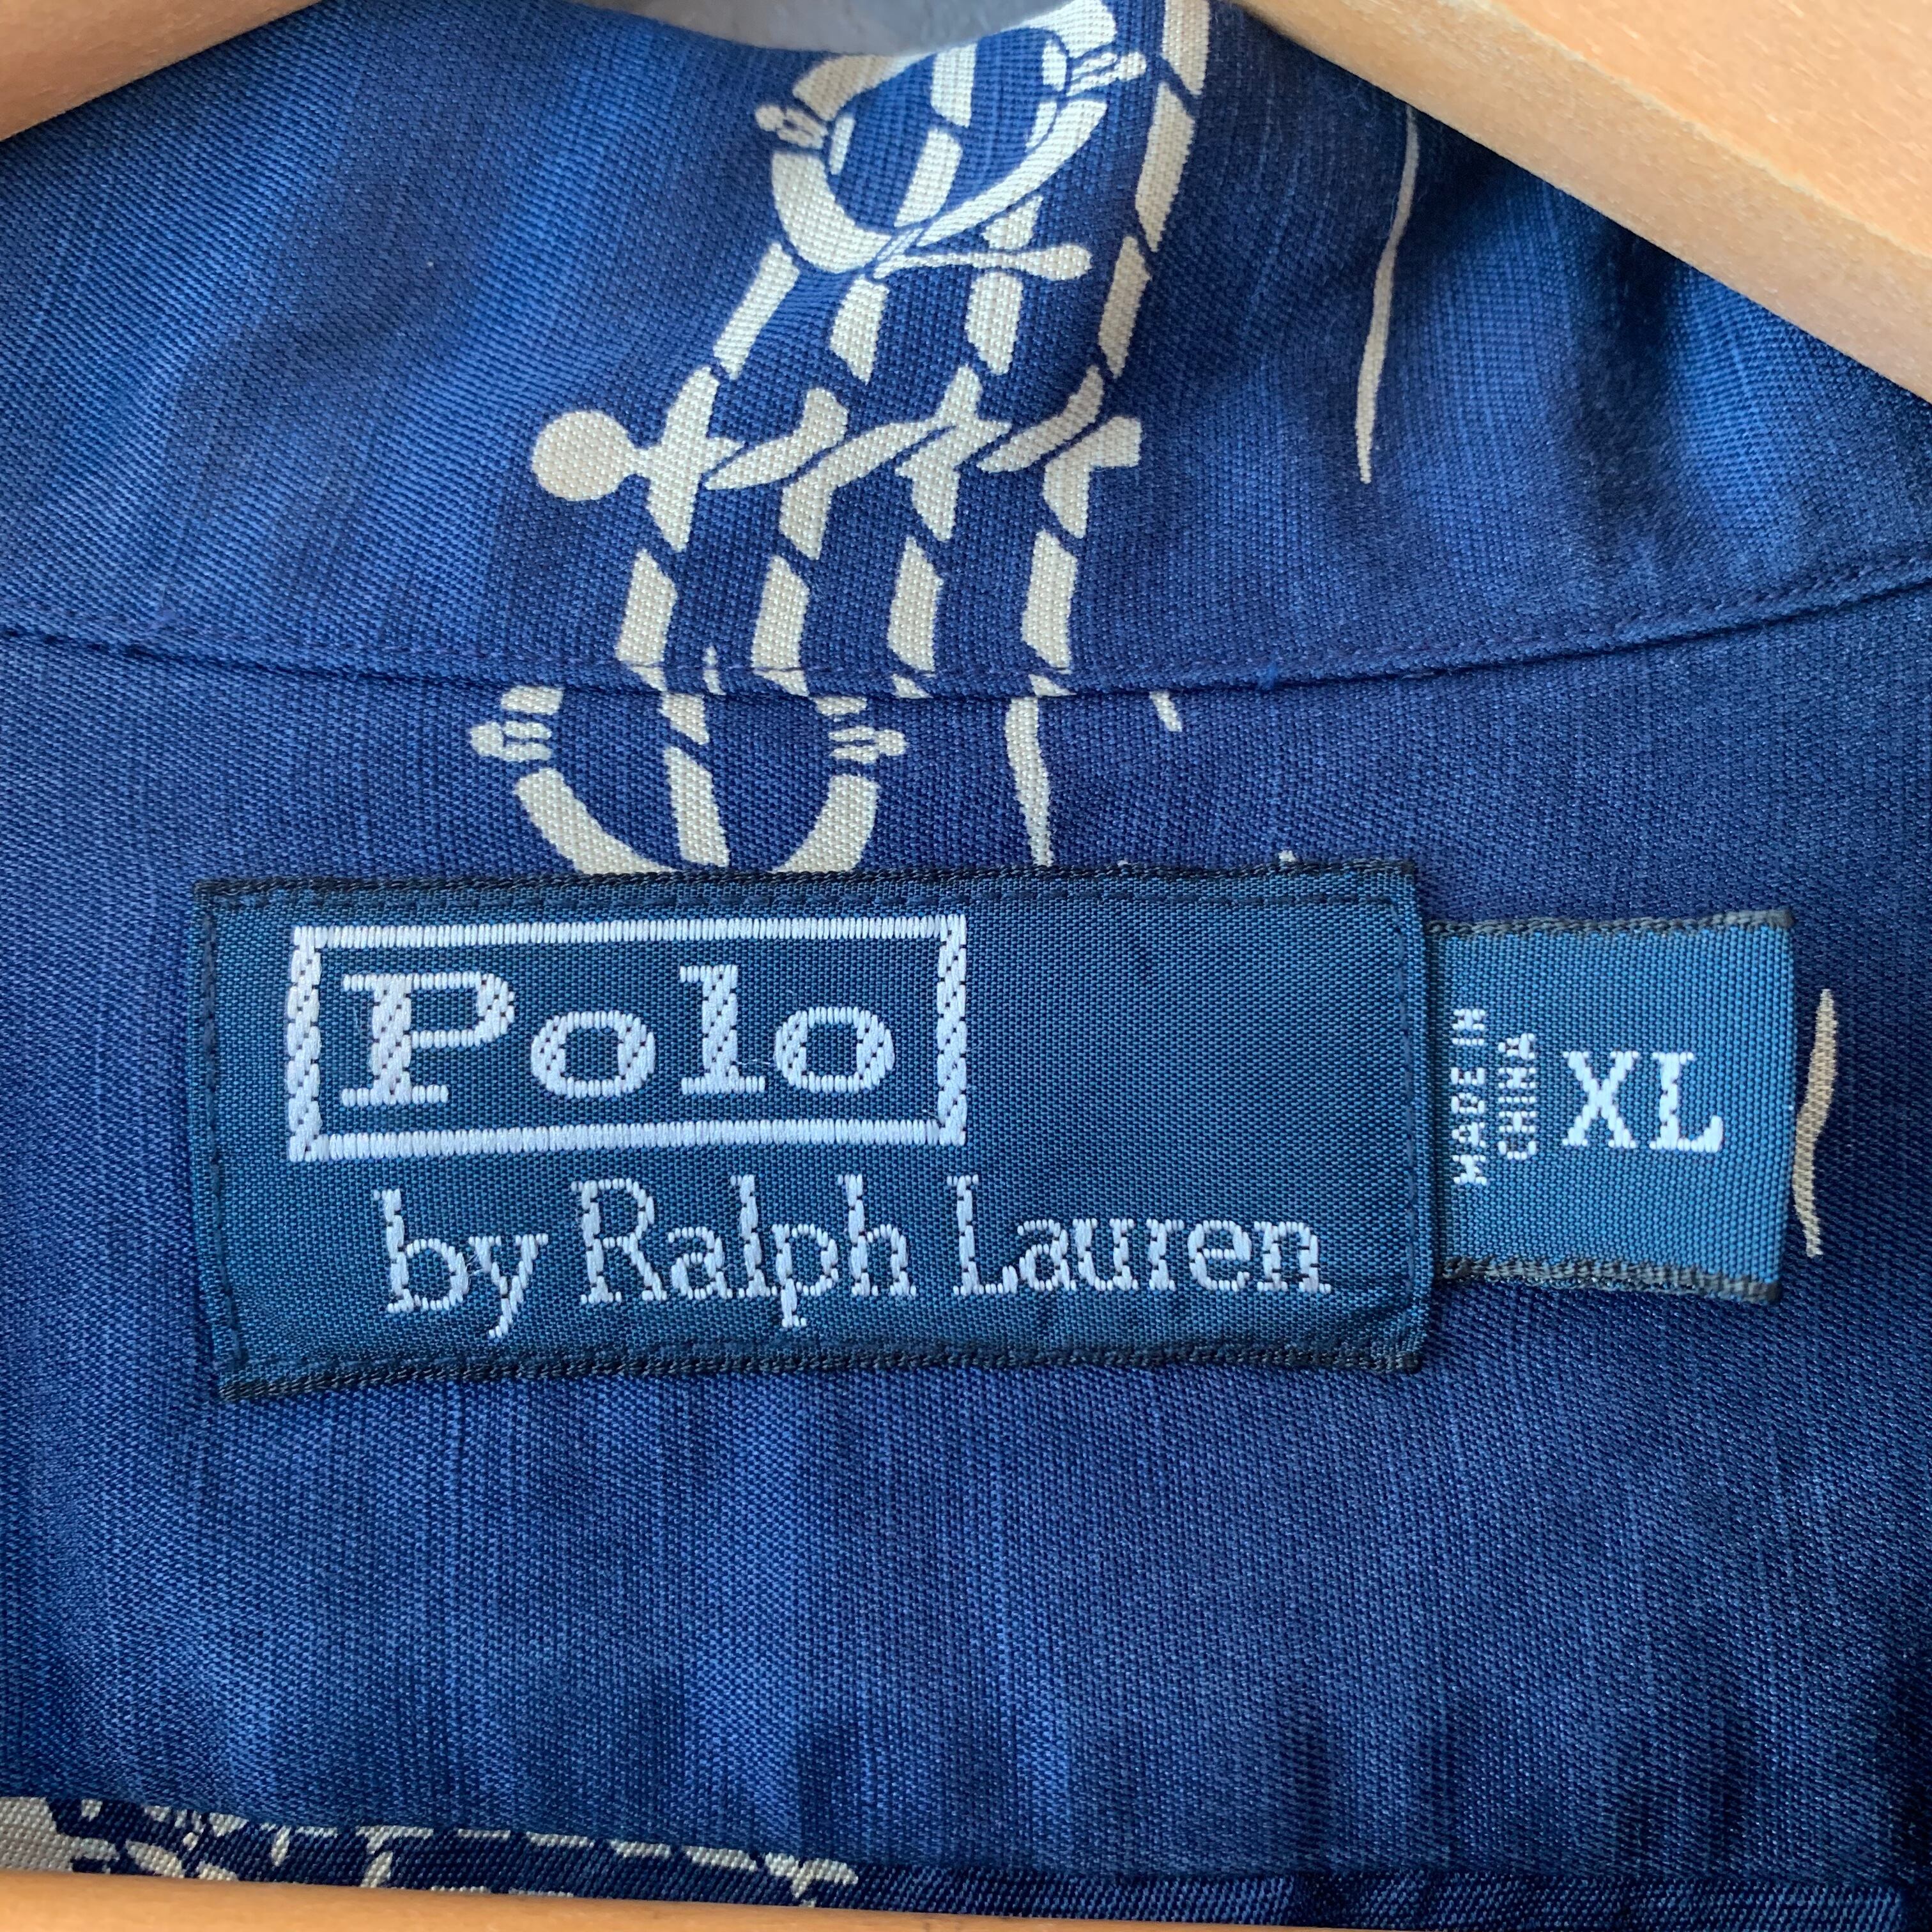 Polo
by Ralph Lauren
MADE IN
CHINA
XL